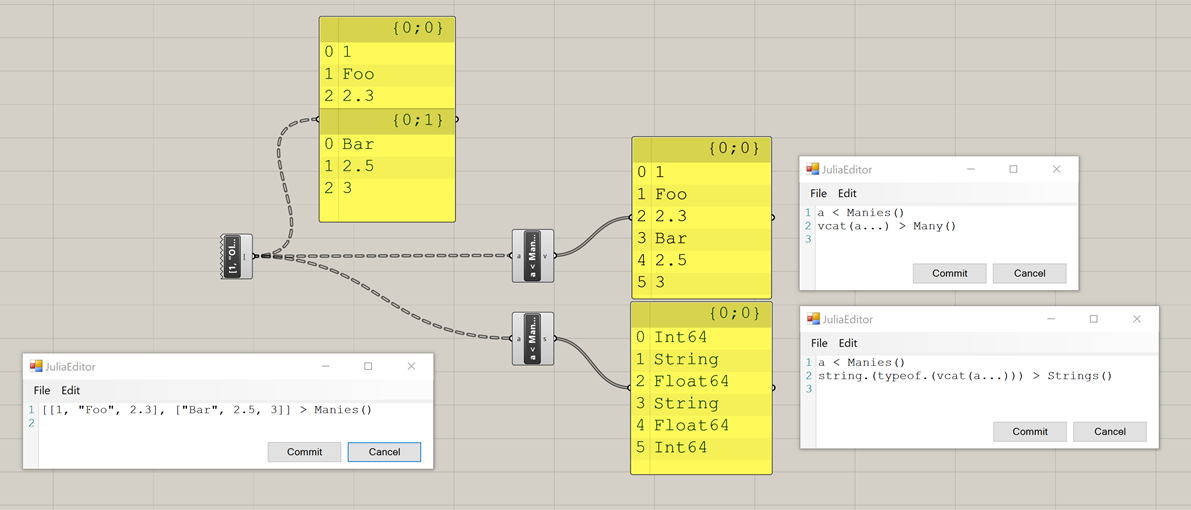 {0;0}
0 1
1 Foo
2 2.3
{0;1}
0 Bar
1 2.5
2 3
{0;0}
0 1
1 Foo
2 2.3
3 Bar
4 2.5
5 3
{0;0}
0 Int64
1 String
2 Float64
3 String
4 Float64
5 Int64
a
a < Man...
v
a
a < Man...
s
JuliaEditor
File Edit
1 a < Manies()
2 vcat(a...) > Many()
3
Commit Cancel
JuliaEditor
File Edit
1 a < Manies()
2 string.(typeof.(vcat(a...))) > Strings()
3
Commit Cancel
JuliaEditor
File Edit
1 [[1, "Foo", 2.3], ["Bar", 2.5, 3]] > Manies()
2
Commit Cancel